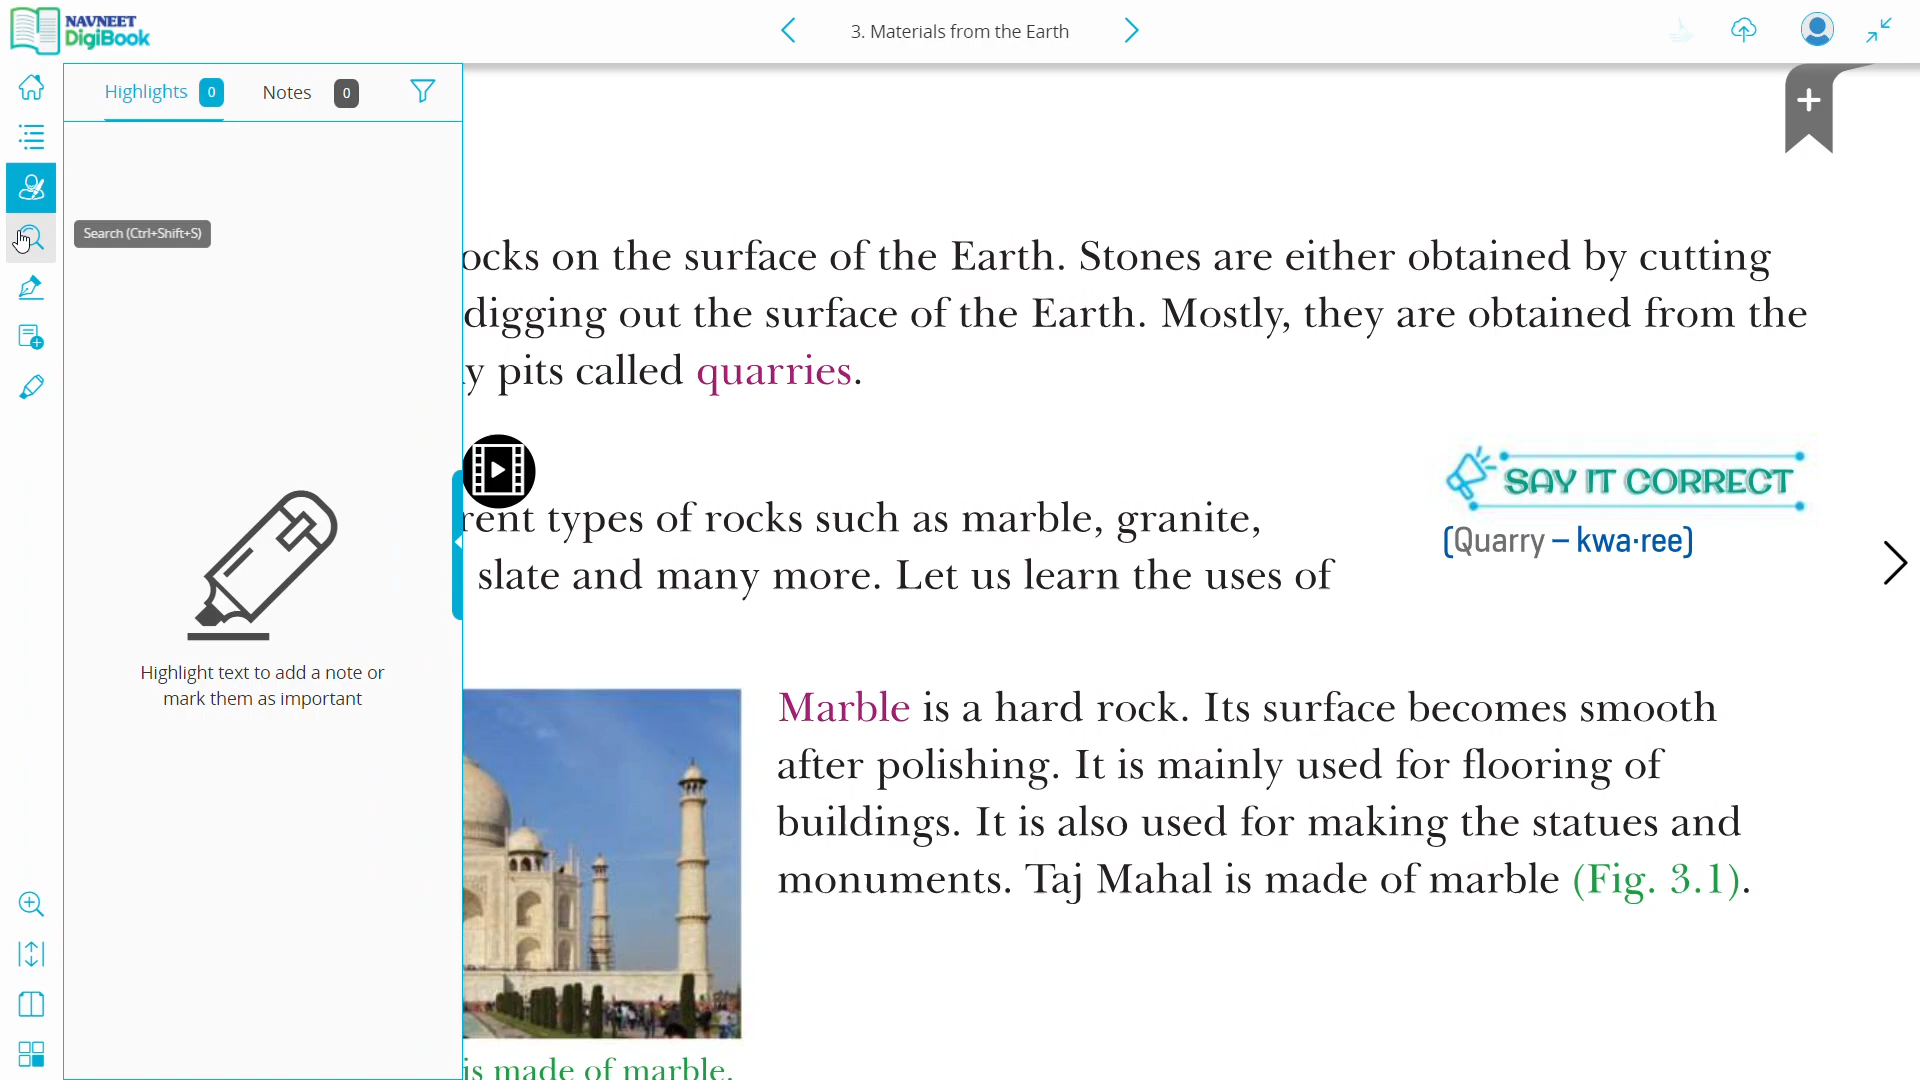 NAVNEET
DigiBook
3. Materials from the Earth
Highlights 0 Notes 0
Search (Ctrl+Shift+S)
Highlight text to add a note or
mark them as important
ocks on the surface of the Earth. Stones are either obtained by cutting
digging out the surface of the Earth. Mostly, they are obtained from the
y pits called quarries.
rent types of rocks such as marble, granite,
slate and many more. Let us learn the uses of
SAY IT CORRECT
(Quarry – kwa·ree)
Marble is a hard rock. Its surface becomes smooth
after polishing. It is mainly used for flooring of
buildings. It is also used for making the statues and
monuments. Taj Mahal is made of marble (Fig. 3.1).
is made of marble.